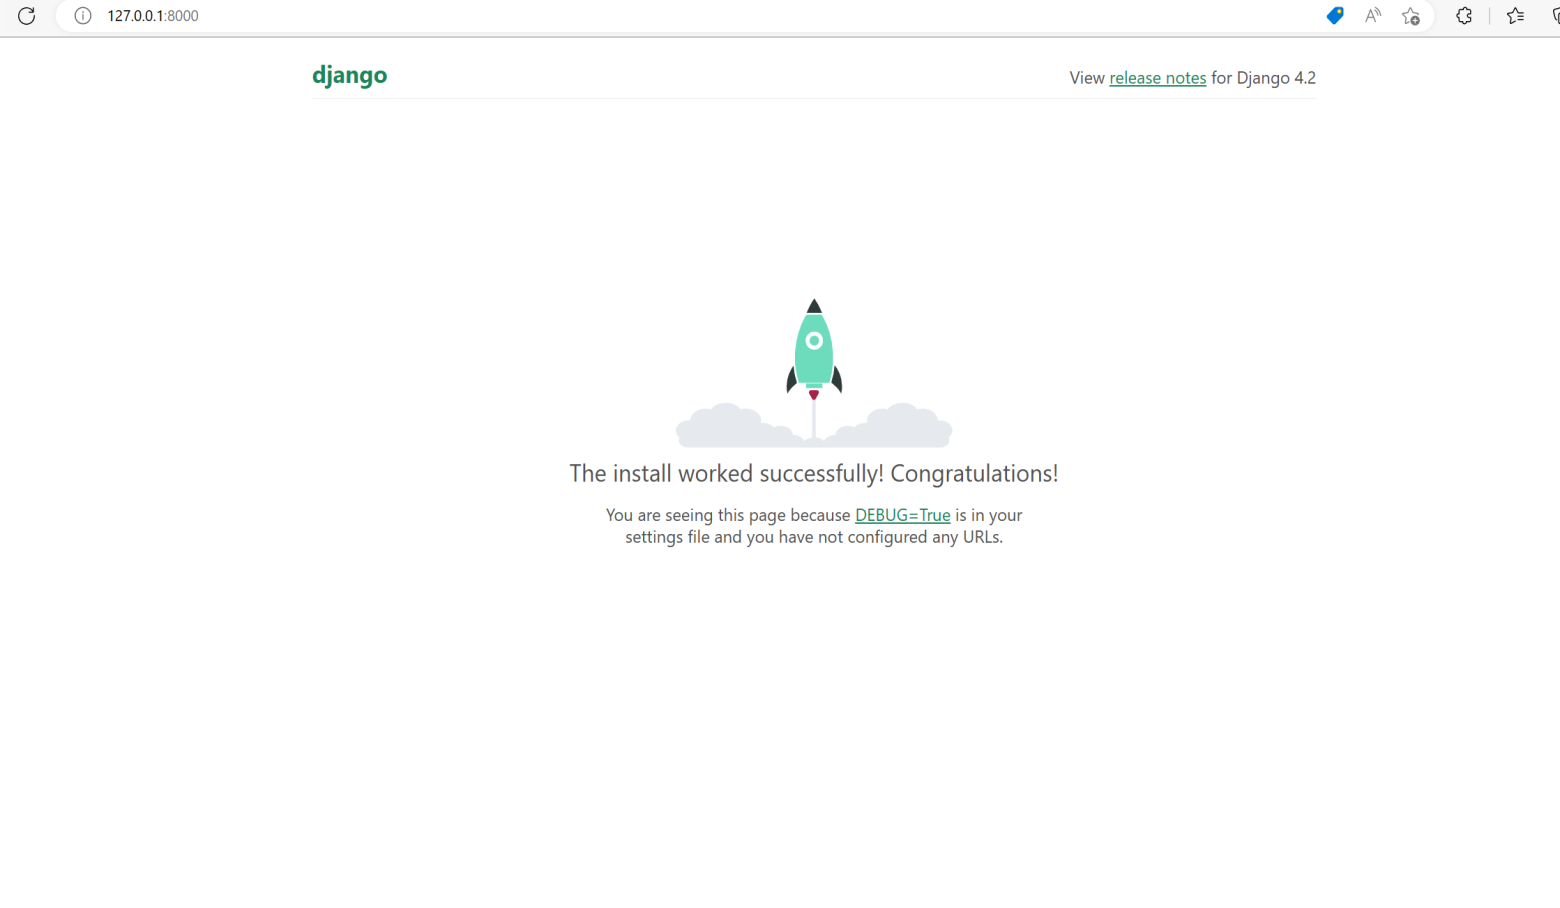 127.0.0.1:8000
django
View release notes for Django 4.2
The install worked successfully! Congratulations!
You are seeing this page because DEBUG=True is in your
settings file and you have not configured any URLs.